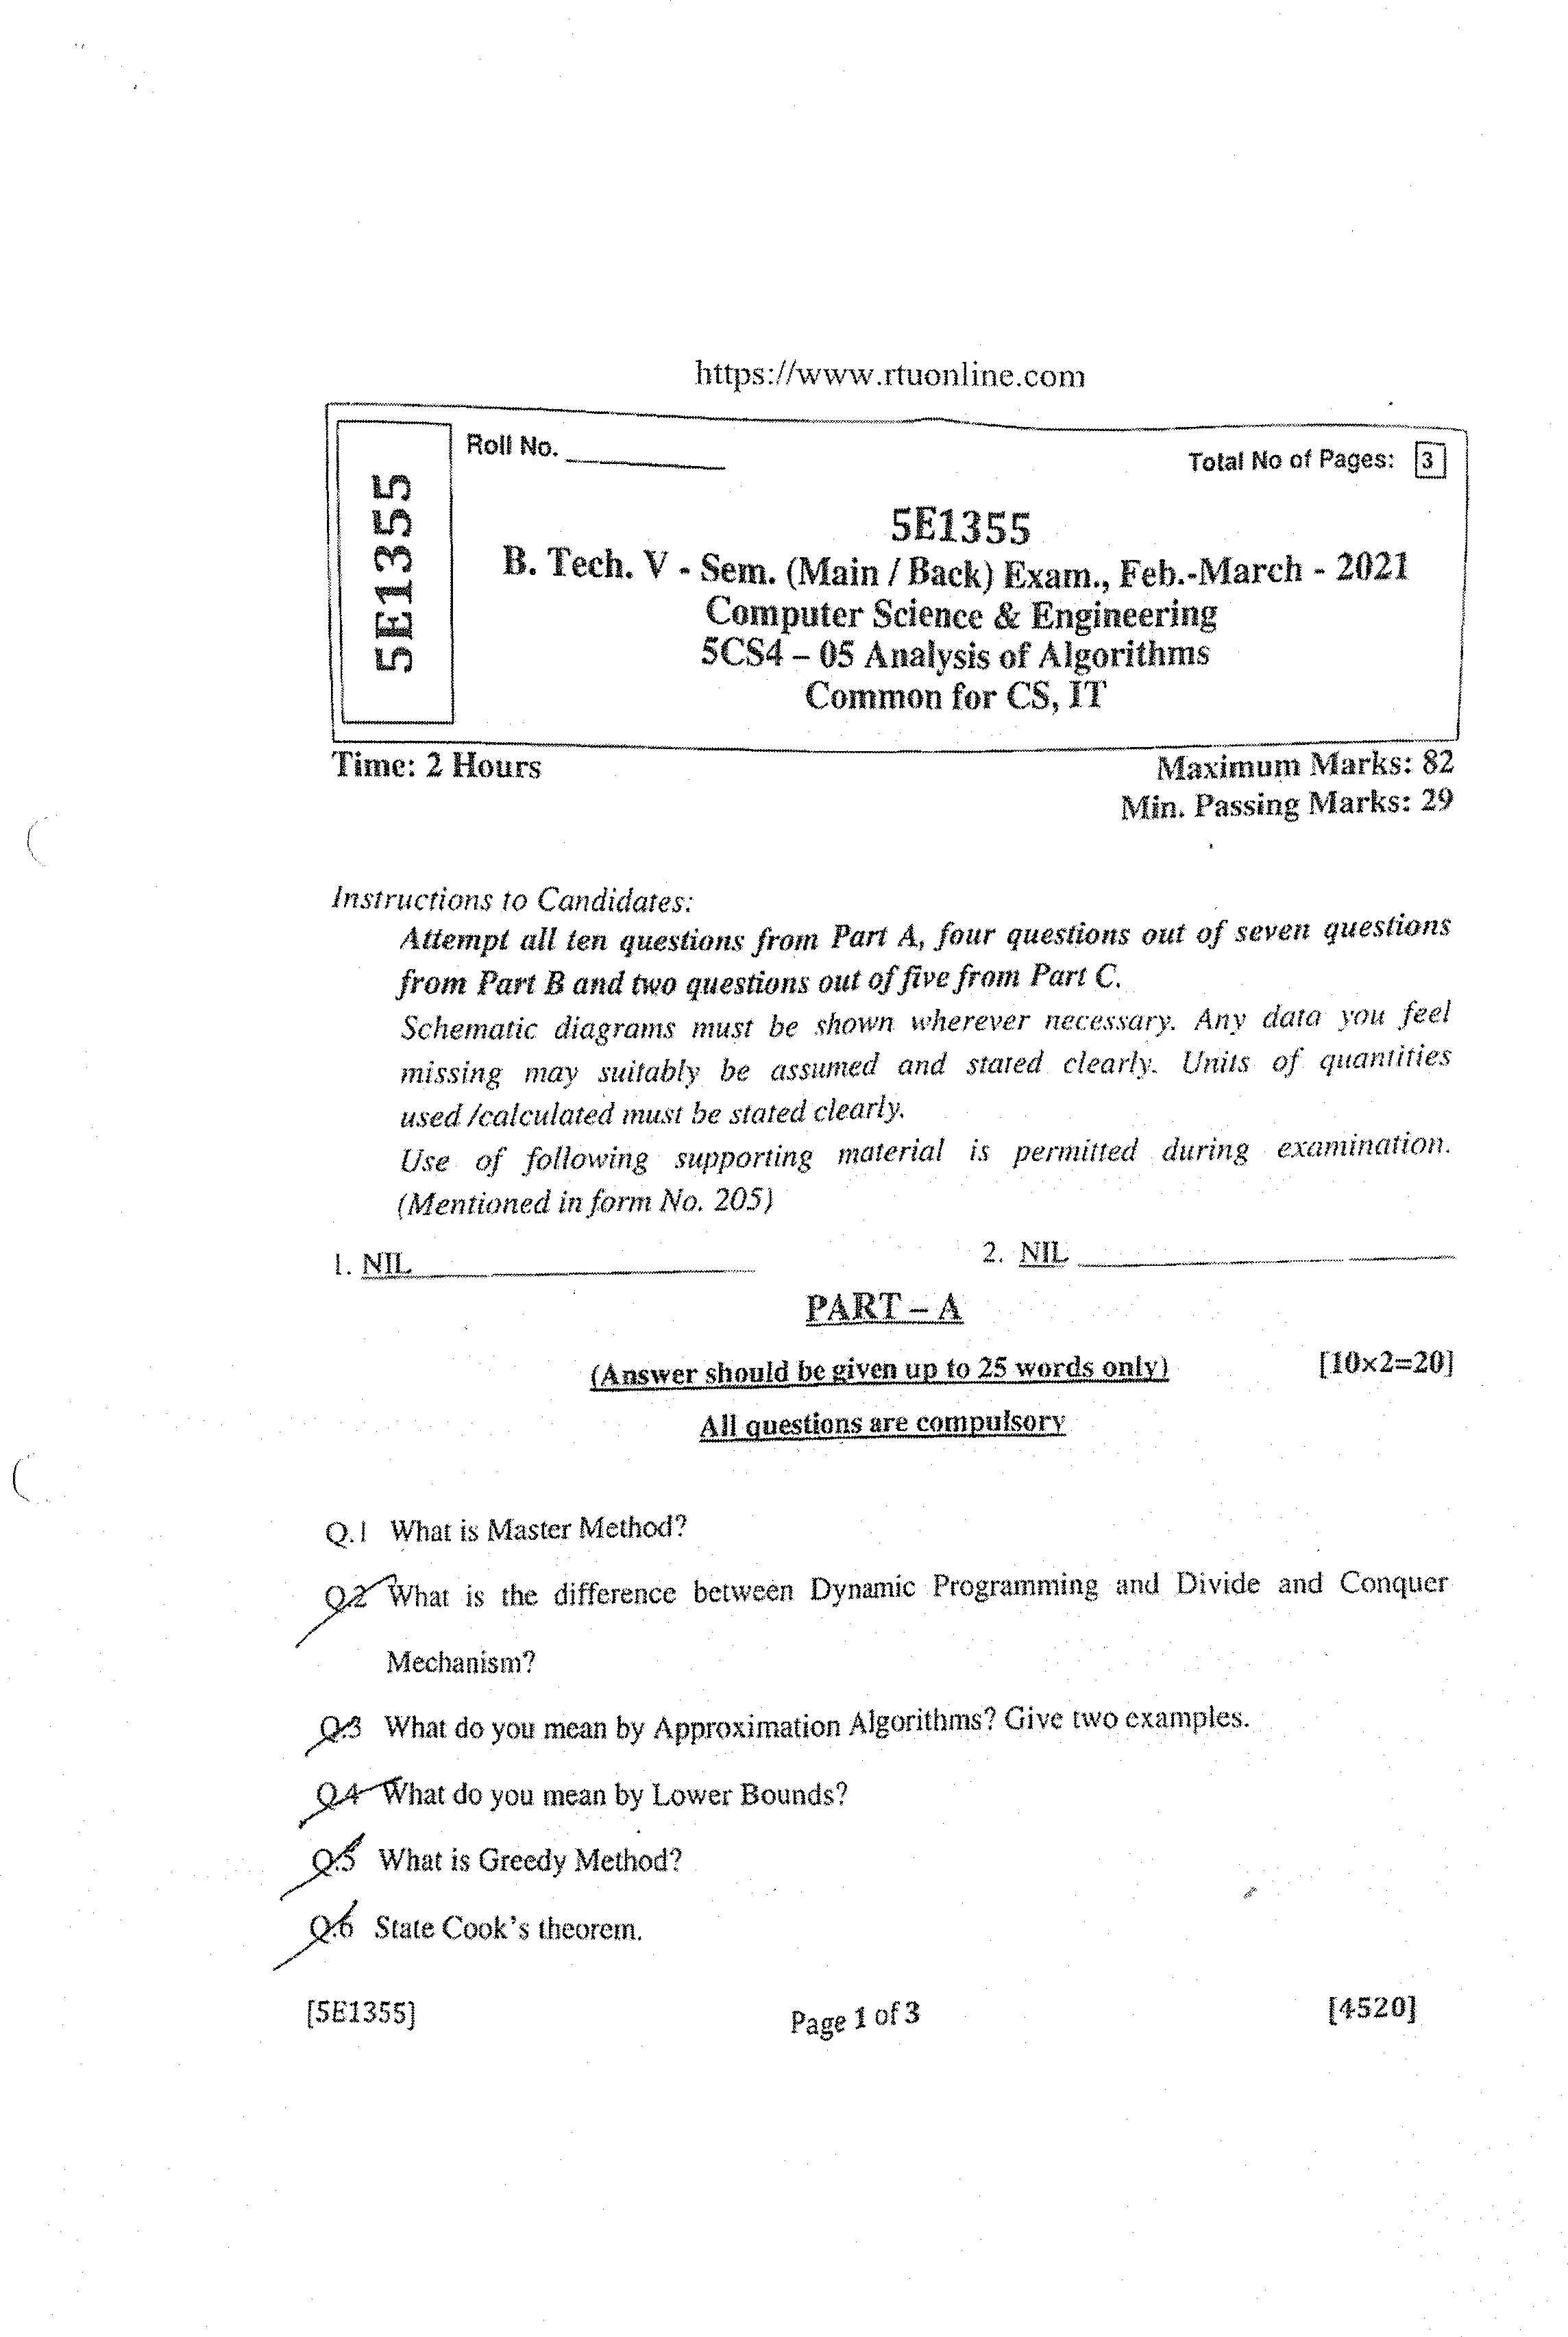 https://www.rtuonline.com
5E1355
Roll No.
Total No of Pages: 3
5E1355
B. Tech. V - Sem. (Main / Back) Exam., Feb.-March - 2021
Computer Science & Engineering
5CS4 – 05 Analysis of Algorithms
Common for CS, IT
Time: 2 Hours
Maximum Marks: 82
Min. Passing Marks: 29
Instructions to Candidates:
Attempt all ten questions from Part A, four questions out of seven questions
from Part B and two questions out of five from Part C.
Schematic diagrams must be shown wherever necessary. Any data you feel
missing may suitably be assumed and stated clearly. Units of quantities
used /calculated must be stated clearly.
Use of following supporting material is permitted during examination.
(Mentioned in form No. 205)
1. NIL 2. NIL
PART – A
(Answer should be given up to 25 words only) [10×2=20]
All questions are compulsory
Q.1 What is Master Method?
Q.2 What is the difference between Dynamic Programming and Divide and Conquer
Mechanism?
Q.3 What do you mean by Approximation Algorithms? Give two examples.
Q.4 What do you mean by Lower Bounds?
Q.5 What is Greedy Method?
Q.6 State Cook's theorem.
[5E1355] Page 1 of 3 [4520]